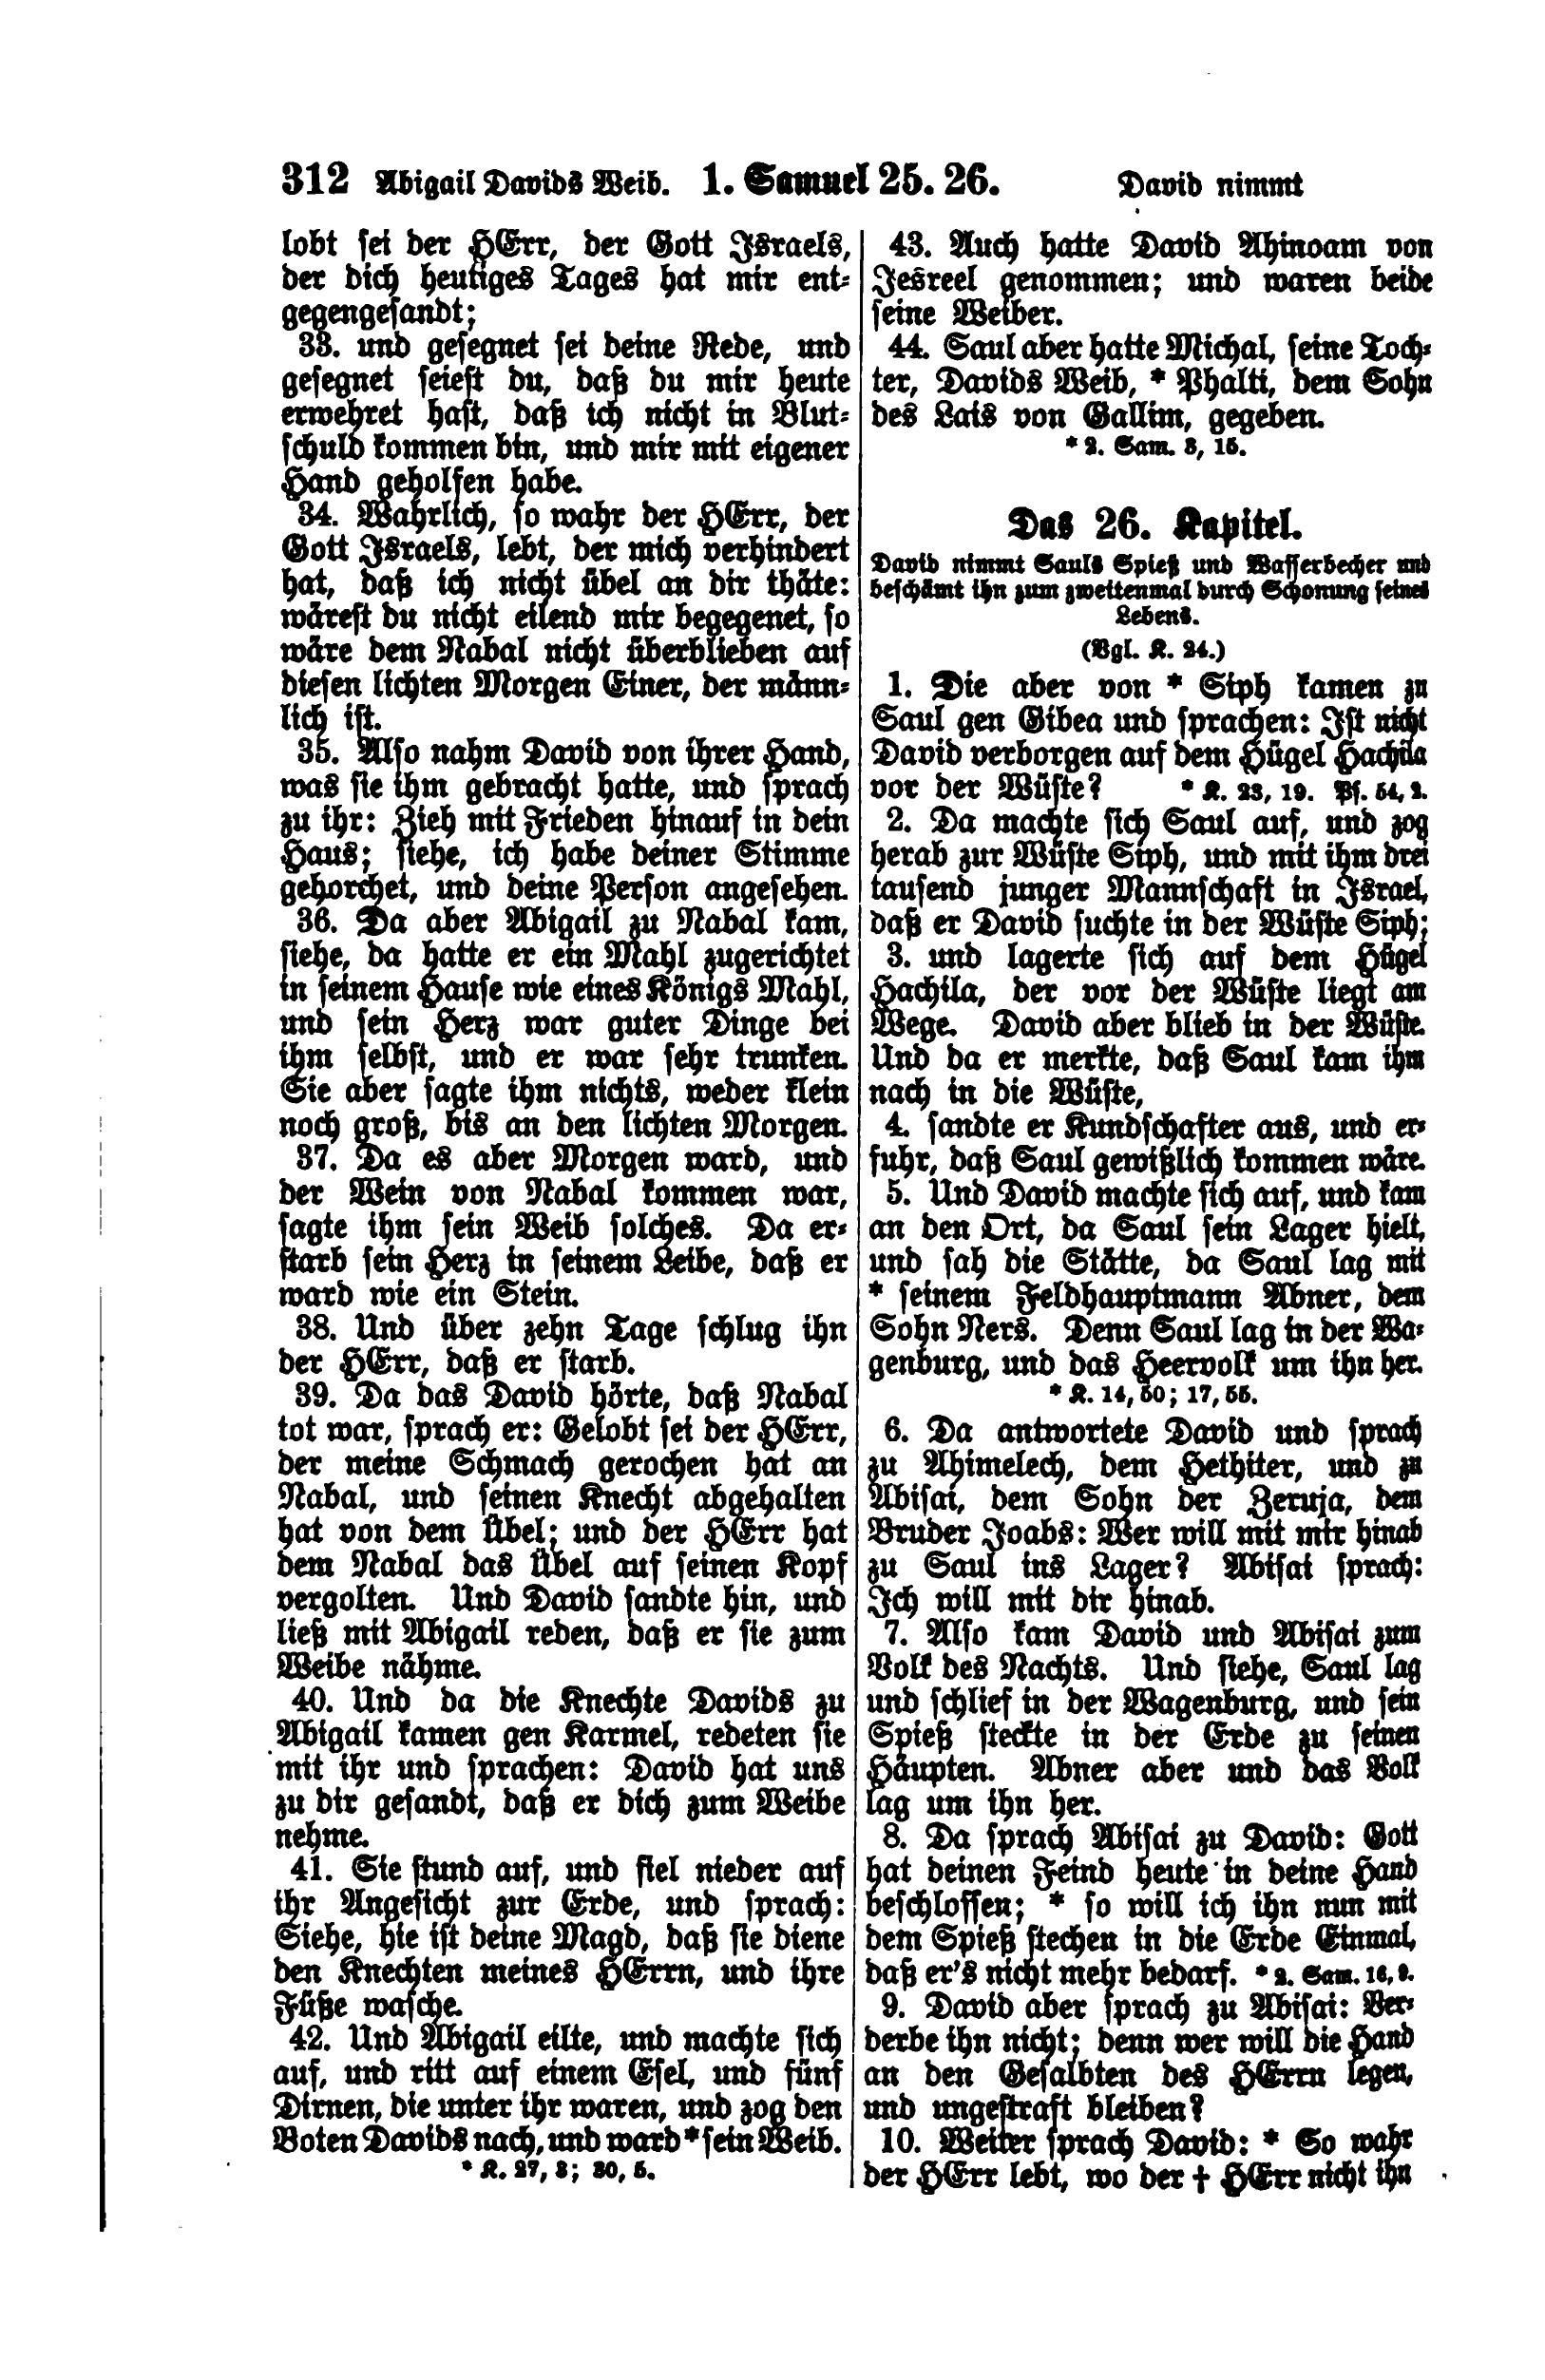 312 Abigail Davids Weib. 1. Samuel 25. 26. David nimmt
lobt sei der HErr, der Gott Israels,
der dich heutiges Tages hat mir ent-
gegengesandt;
33. und gesegnet sei deine Rede, und
gesegnet seiest du, daß du mir heute
erwehret hast, daß ich nicht in Blut-
schuld kommen bin, und mir mit eigener
Hand geholfen habe.
34. Wahrlich, so wahr der HErr, der
Gott Israels, lebt, der mich verhindert
hat, daß ich nicht übel an dir thäte:
wärest du nicht eilend mir begegenet, so
wäre dem Nabal nicht überblieben auf
diesen lichten Morgen Einer, der männ-
lich ist.
35. Also nahm David von ihrer Hand,
was sie ihm gebracht hatte, und sprach
zu ihr: Zieh mit Frieden hinauf in dein
Haus; siehe, ich habe deiner Stimme
gehorchet, und deine Person angesehen.
36. Da aber Abigail zu Nabal kam,
siehe, da hatte er ein Mahl zugerichtet
in seinem Hause wie eines Königs Mahl,
und sein Herz war guter Dinge bei
ihm selbst, und er war sehr trunken.
Sie aber sagte ihm nichts, weder klein
noch groß, bis an den lichten Morgen.
37. Da es aber Morgen ward, und
der Wein von Nabal kommen war,
sagte ihm sein Weib solches. Da er-
starb sein Herz in seinem Leibe, daß er
ward wie ein Stein.
38. Und über zehn Tage schlug ihn
der HErr, daß er starb.
39. Da das David hörte, daß Nabal
tot war, sprach er: Gelobt sei der HErr,
der meine Schmach gerochen hat an
Nabal, und seinen Knecht abgehalten
hat von dem Übel; und der HErr hat
dem Nabal das Übel auf seinen Kopf
vergolten. Und David sandte hin, und
ließ mit Abigail reden, daß er sie zum
Weibe nähme.
40. Und da die Knechte Davids zu
Abigail kamen gen Karmel, redeten sie
mit ihr und sprachen: David hat uns
zu dir gesandt, daß er dich zum Weibe
nehme.
41. Sie stund auf, und fiel nieder auf
ihr Angesicht zur Erde, und sprach:
Siehe, hie ist deine Magd, daß sie diene
den Knechten meines HErrn, und ihre
Füße wasche.
42. Und Abigail eilte, und machte sich
auf, und ritt auf einem Esel, und fünf
Dirnen, die unter ihr waren, und zog den
Boten Davids nach, und ward * sein Weib.
* K. 27, 3; 30, 5.
43. Auch hatte David Ahinoam von
Jesreel genommen; und waren beide
seine Weiber.
44. Saul aber hatte Michal, seine Toch-
ter, Davids Weib, * Phalti, dem Sohn
des Lais von Gallim, gegeben.
* 2. Sam. 3, 15.
Das 26. Kapitel.
David nimmt Sauls Spieß und Wasserbecher und
beschämt ihn zum zweitenmal durch Schonung seines
Lebens.
(Vgl. K. 24.)
1. Die aber von * Siph kamen zu
Saul gen Gibea und sprachen: Ist nicht
David verborgen auf dem Hügel Hachila
vor der Wüste? * K. 23, 19. Ps. 54, 2.
2. Da machte sich Saul auf, und zog
herab zur Wüste Siph, und mit ihm drei
tausend junger Mannschaft in Israel,
daß er David suchte in der Wüste Siph;
3. und lagerte sich auf dem Hügel
Hachila, der vor der Wüste liegt am
Wege. David aber blieb in der Wüste.
Und da er merkte, daß Saul kam ihm
nach in die Wüste,
4. sandte er Kundschafter aus, und er-
fuhr, daß Saul gewißlich kommen wäre.
5. Und David machte sich auf, und kam
an den Ort, da Saul sein Lager hielt,
und sah die Stätte, da Saul lag mit
* seinem Feldhauptmann Abner, dem
Sohn Ners. Denn Saul lag in der Wa-
genburg, und das Heervolk um ihn her.
* K. 14, 50; 17, 55.
6. Da antwortete David und sprach
zu Ahimelech, dem Hethiter, und zu
Abisai, dem Sohn der Zeruja, dem
Bruder Joabs: Wer will mit mir hinab
zu Saul ins Lager? Abisai sprach:
Ich will mit dir hinab.
7. Also kam David und Abisai zum
Volk des Nachts. Und siehe, Saul lag
und schlief in der Wagenburg, und sein
Spieß steckte in der Erde zu seinen
Häupten. Abner aber und das Volk
lag um ihn her.
8. Da sprach Abisai zu David: Gott
hat deinen Feind heute in deine Hand
beschlossen; * so will ich ihn nun mit
dem Spieß stechen in die Erde Einmal,
daß er's nicht mehr bedarf. * 2. Sam. 16, 9.
9. David aber sprach zu Abisai: Ver-
derbe ihn nicht; denn wer will die Hand
an den Gesalbten des HErrn legen,
und ungestraft bleiben?
10. Weiter sprach David: * So wahr
der HErr lebt, wo der † HErr nicht ihn